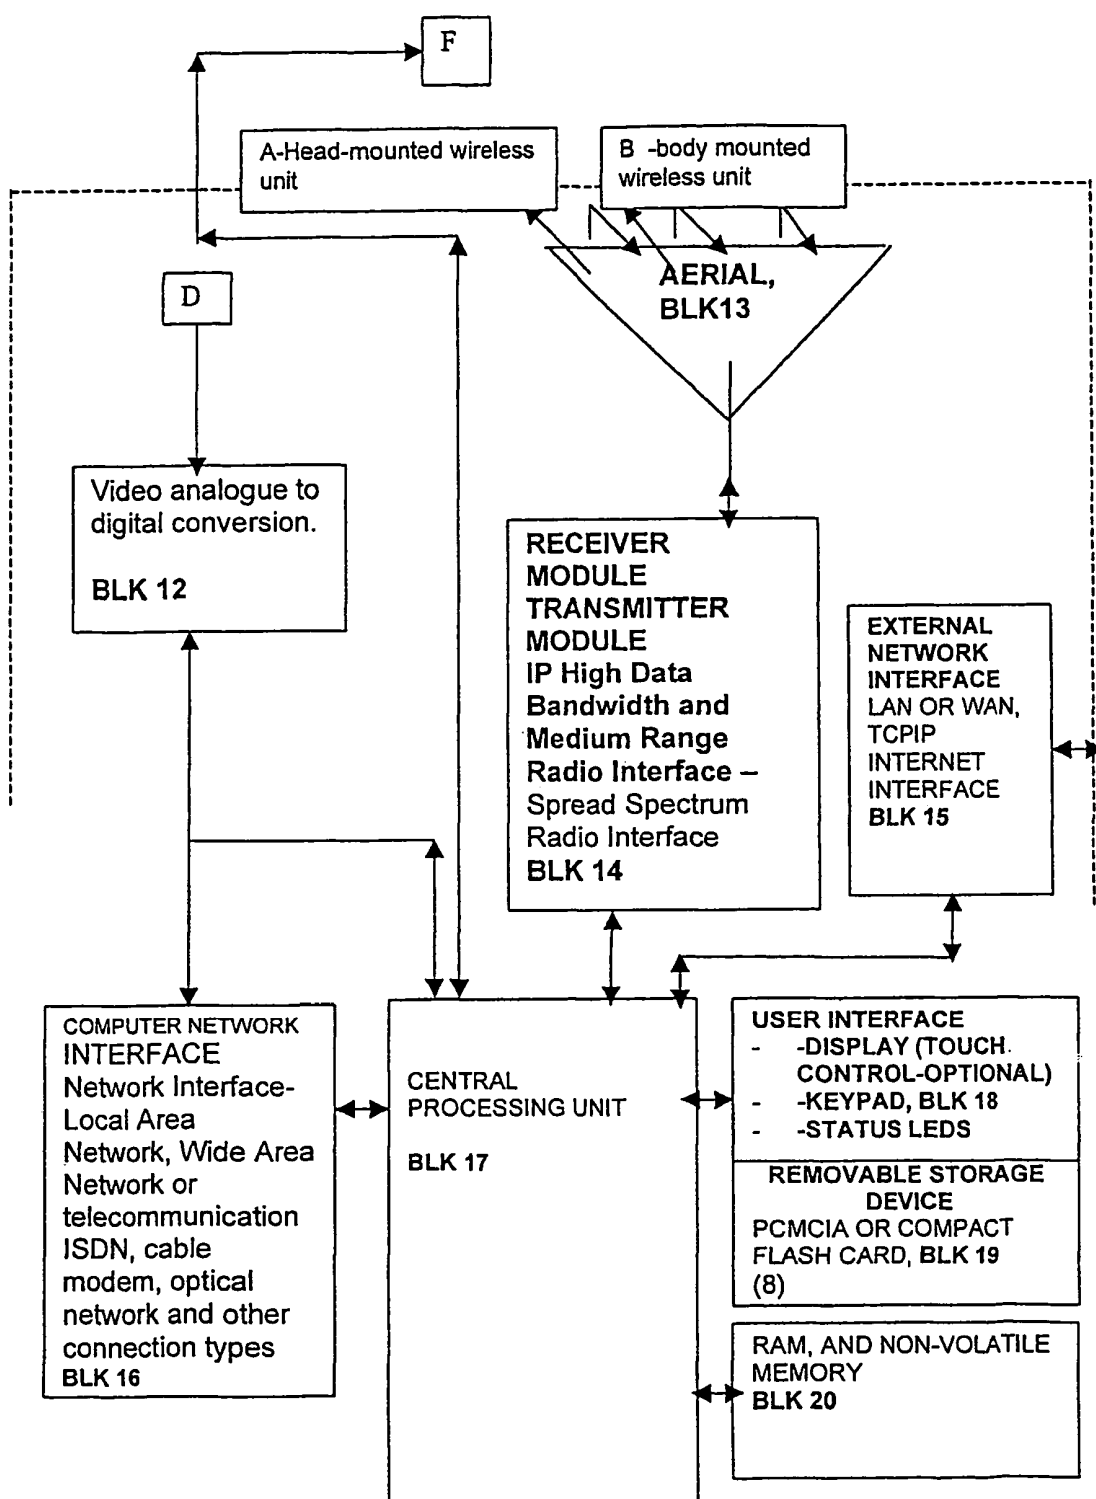 F
A-Head-mounted wireless
unit
B -body mounted
wireless unit
AERIAL,
BLK13
D
Video analogue to
digital conversion.
BLK 12
RECEIVER
MODULE
TRANSMITTER
MODULE
IP High Data
Bandwidth and
Medium Range
Radio Interface –
Spread Spectrum
Radio Interface
BLK 14
EXTERNAL
NETWORK
INTERFACE
LAN OR WAN,
TCPIP
INTERNET
INTERFACE
BLK 15
COMPUTER NETWORK
INTERFACE
Network Interface-
Local Area
Network, Wide Area
Network or
telecommunication
ISDN, cable
modem, optical
network and other
connection types
BLK 16
CENTRAL
PROCESSING UNIT
BLK 17
USER INTERFACE
- -DISPLAY (TOUCH
CONTROL-OPTIONAL)
- -KEYPAD, BLK 18
- -STATUS LEDS
REMOVABLE STORAGE
DEVICE
PCMCIA OR COMPACT
FLASH CARD, BLK 19
(8)
RAM, AND NON-VOLATILE
MEMORY
BLK 20